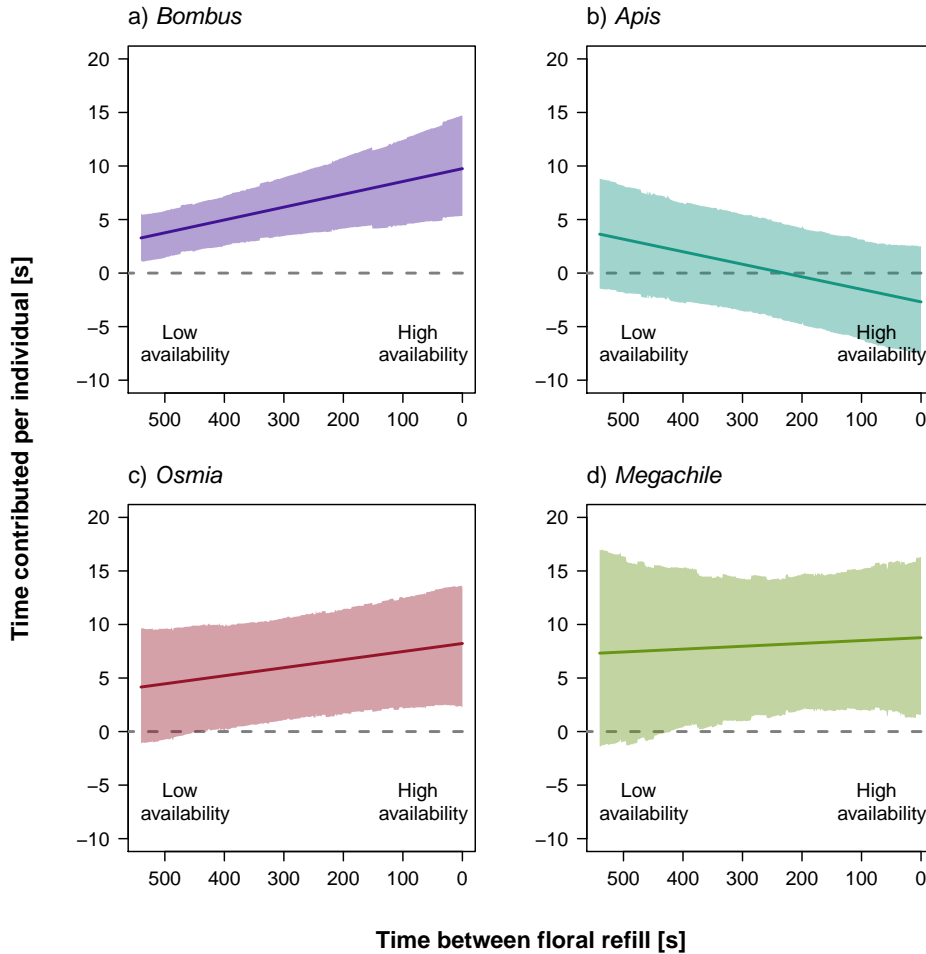 a) Bombus
b) Apis
20
15
10
5
0
−5
−10
Low
availability
High
availability
500 400 300 200 100 0
20
15
10
5
0
−5
−10
Low
availability
High
availability
500 400 300 200 100 0
c) Osmia
d) Megachile
20
15
10
5
0
−5
−10
Low
availability
High
availability
500 400 300 200 100 0
20
15
10
5
0
−5
−10
Low
availability
High
availability
500 400 300 200 100 0
Time contributed per individual [s]
Time between floral refill [s]